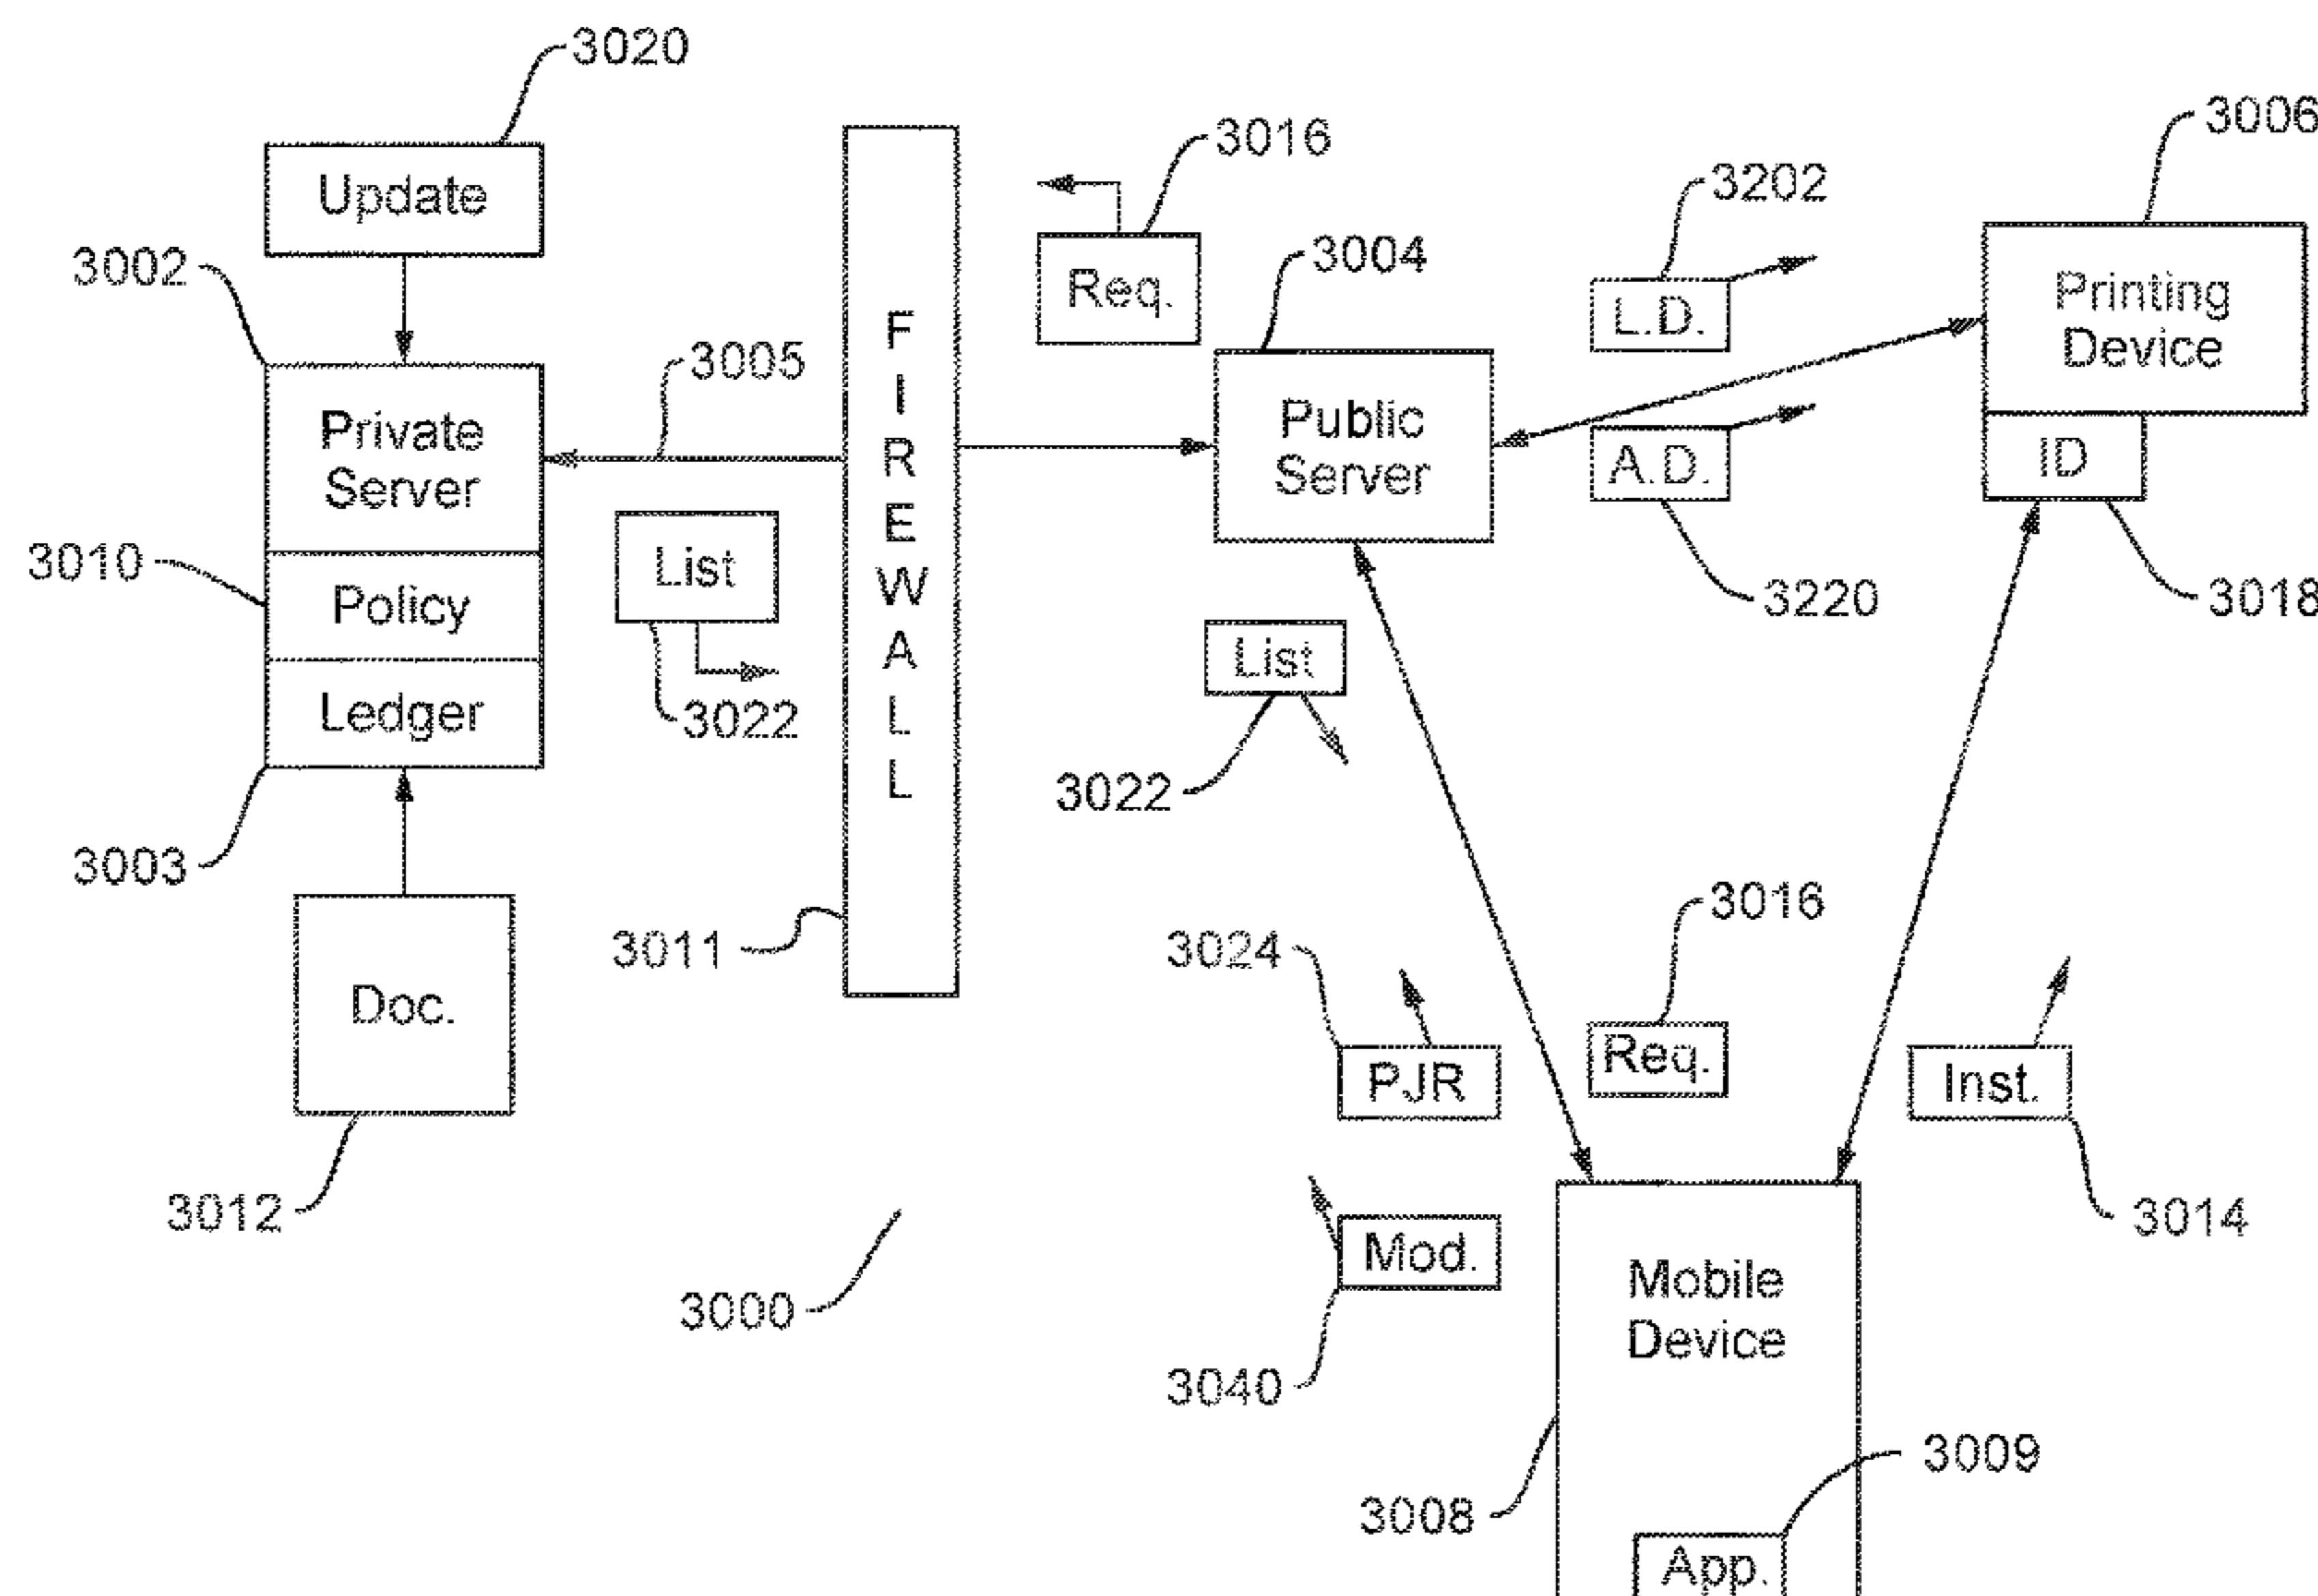 3020
Update
3002
Private
Server
3010
Policy
Ledger
3003
Doc.
3012
3005
List
3022
FIREWALL
3011
3016
Req.
3004
Public
Server
3202
L.D.
A.D.
3220
3006
Printing
Device
ID
3018
List
3022
3024
PJR
3016
Req.
Inst.
3014
Mod.
3040
3000
Mobile
Device
3008
3009
App.